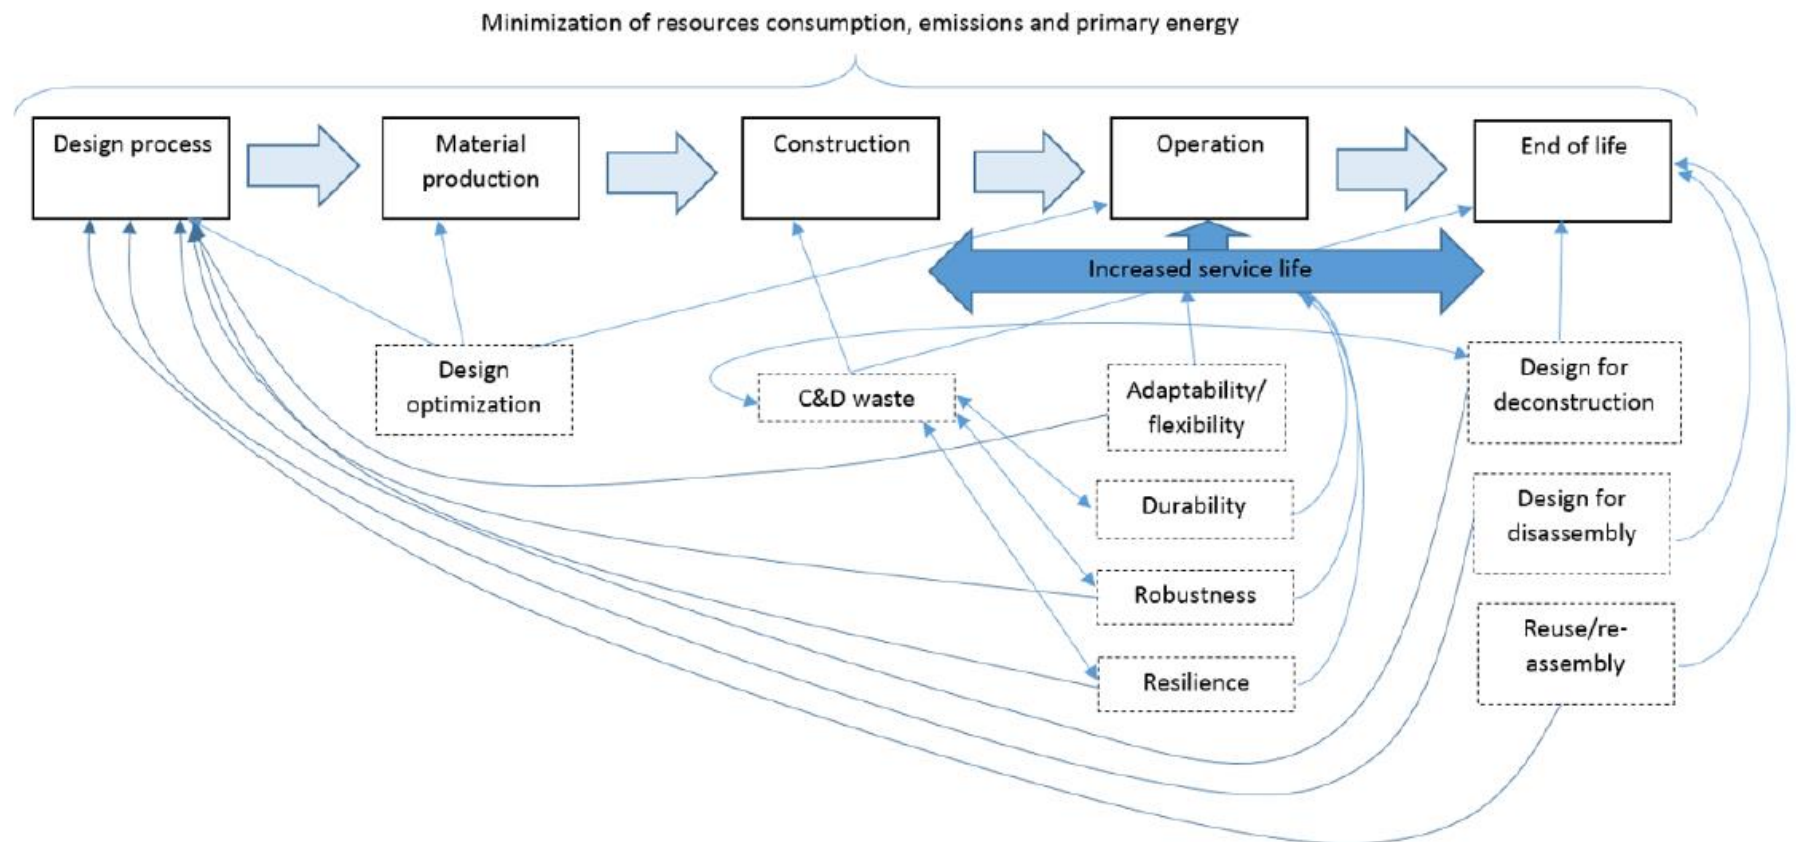 Minimization of resources consumption, emissions and primary energy
Design process
Material
production
Construction
Operation
End of life
Increased service life
Design
optimization
C&D waste
Adaptability/
flexibility
Design for
deconstruction
Durability
Design for
disassembly
Robustness
Reuse/re-
assembly
Resilience